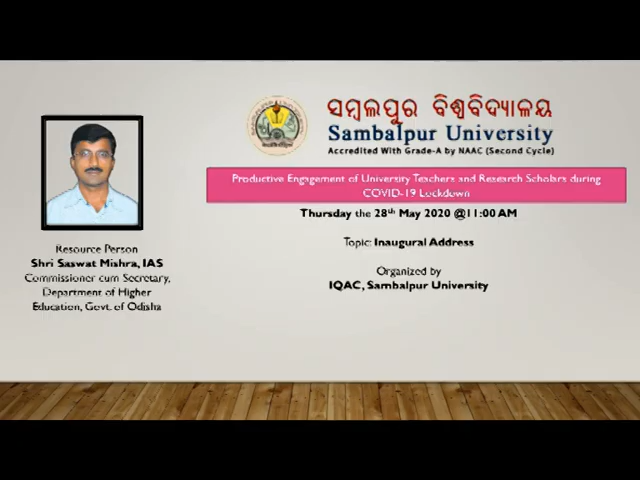 ସମ୍ବଲପୁର ବିଶ୍ୱବିଦ୍ୟାଳୟ
Sambalpur University
Accredited With Grade-A by NAAC (Second Cycle)
Productive Engagement of University Teachers and Research Scholars during
COVID-19 Lockdown
Thursday the 28th May 2020 @11:00 AM
Topic: Inaugural Address
Organized by
IQAC, Sambalpur University
Resource Person
Shri Saswat Mishra, IAS
Commissioner cum Secretary,
Department of Higher
Education, Govt. of Odisha